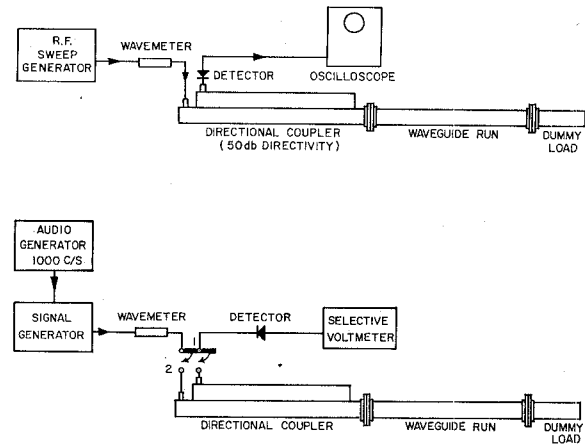 R.F.
SWEEP
GENERATOR
WAVEMETER
DETECTOR
OSCILLOSCOPE
DIRECTIONAL COUPLER
(50db DIRECTIVITY)
WAVEGUIDE RUN
DUMMY
LOAD
AUDIO
GENERATOR
1000 C/S
SIGNAL
GENERATOR
WAVEMETER
1
2
DETECTOR
SELECTIVE
VOLTMETER
DIRECTIONAL COUPLER
WAVEGUIDE RUN
DUMMY
LOAD